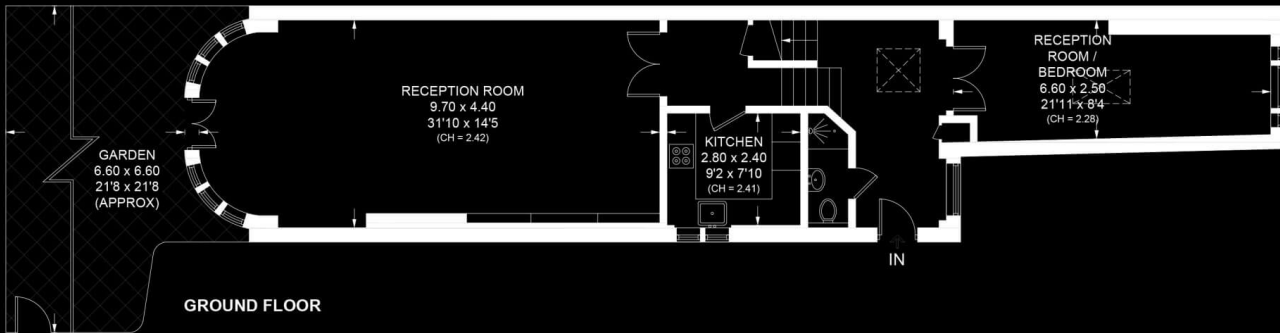 RECEPTION
ROOM /
BEDROOM
6.60 x 2.50
21'11 x 8'4
(CH = 2.28)
RECEPTION ROOM
9.70 x 4.40
31'10 x 14'5
(CH = 2.42)
KITCHEN
2.80 x 2.40
9'2 x 7'10
(CH = 2.41)
GARDEN
6.60 x 6.60
21'8 x 21'8
(APPROX)
IN
GROUND FLOOR